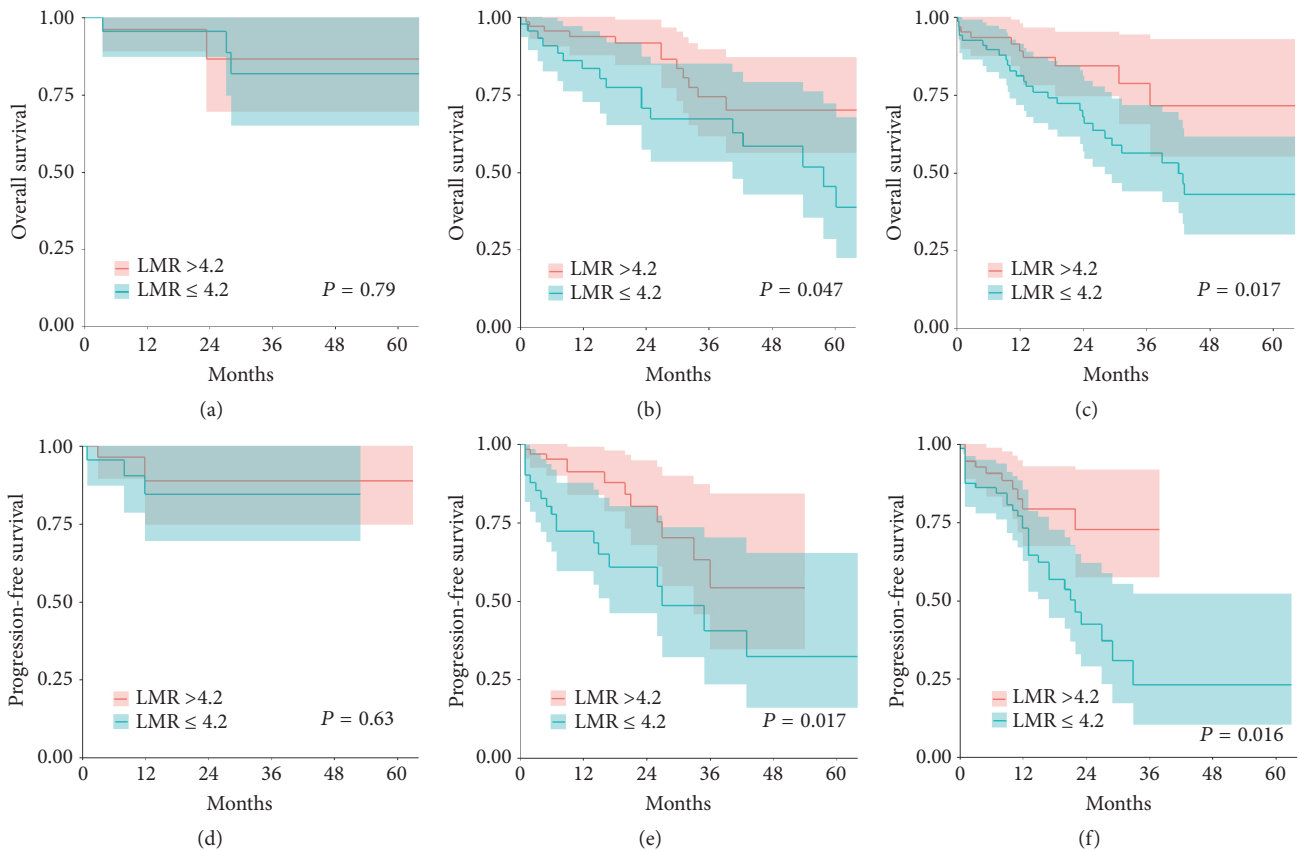 1.00
0.75
0.50
0.25
0.00
Overall survival
LMR >4.2
LMR ≤ 4.2
P = 0.79
0 12 24 36 48 60
Months
(a)
1.00
0.75
0.50
0.25
0.00
Overall survival
LMR >4.2
LMR ≤ 4.2
P = 0.047
0 12 24 36 48 60
Months
(b)
1.00
0.75
0.50
0.25
0.00
Overall survival
LMR >4.2
LMR ≤ 4.2
P = 0.017
0 12 24 36 48 60
Months
(c)
1.00
0.75
0.50
0.25
0.00
Progression-free survival
LMR >4.2
LMR ≤ 4.2
P = 0.63
0 12 24 36 48 60
Months
(d)
1.00
0.75
0.50
0.25
0.00
Progression-free survival
LMR >4.2
LMR ≤ 4.2
P = 0.017
0 12 24 36 48 60
Months
(e)
1.00
0.75
0.50
0.25
0.00
Progression-free survival
LMR >4.2
LMR ≤ 4.2
P = 0.016
0 12 24 36 48 60
Months
(f)